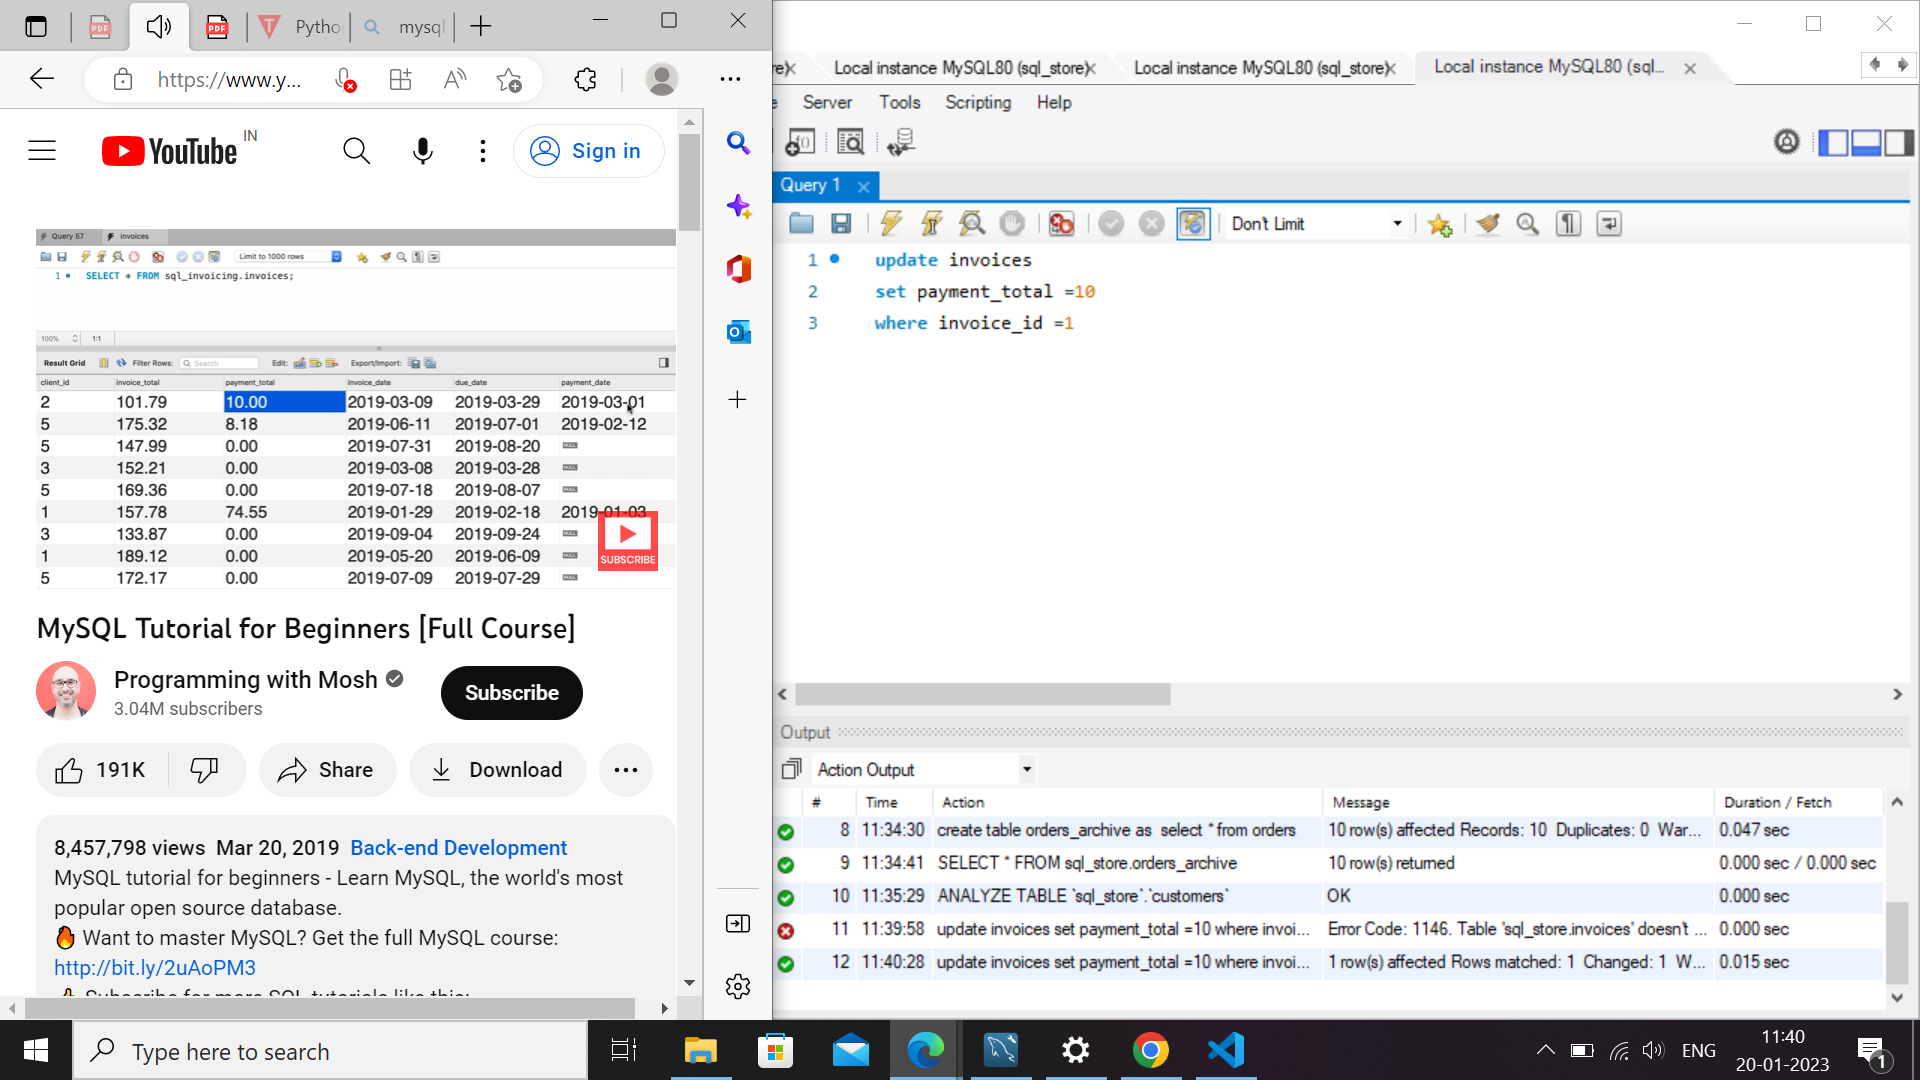 Pytho
mysql
https://www.y...
YouTube IN
Sign in
Query 57
invoices
Limit to 1000 rows
1 SELECT * FROM sql_invoicing.invoices;
100% 1:1
Result Grid Filter Rows: Search Edit: Export/Import:
client_id invoice_total payment_total invoice_date due_date payment_date
2 101.79 10.00 2019-03-09 2019-03-29 2019-03-01
5 175.32 8.18 2019-06-11 2019-07-01 2019-02-12
5 147.99 0.00 2019-07-31 2019-08-20 NULL
3 152.21 0.00 2019-03-08 2019-03-28 NULL
5 169.36 0.00 2019-07-18 2019-08-07 NULL
1 157.78 74.55 2019-01-29 2019-02-18 2019-01-03
3 133.87 0.00 2019-09-04 2019-09-24 NULL
1 189.12 0.00 2019-05-20 2019-06-09 NULL
5 172.17 0.00 2019-07-09 2019-07-29 NULL
SUBSCRIBE
MySQL Tutorial for Beginners [Full Course]
Programming with Mosh
3.04M subscribers
Subscribe
191K
Share
Download
8,457,798 views Mar 20, 2019 Back-end Development
MySQL tutorial for beginners - Learn MySQL, the world's most
popular open source database.
🔥 Want to master MySQL? Get the full MySQL course:
http://bit.ly/2uAoPM3
👍 Subscribe for more SQL tutorials like this:
re)
Local instance MySQL80 (sql_store)
Local instance MySQL80 (sql_store)
Local instance MySQL80 (sql...
Server Tools Scripting Help
Query 1
Don't Limit
1 update invoices
2 set payment_total =10
3 where invoice_id =1
Output
Action Output
# Time Action Message Duration / Fetch
8 11:34:30 create table orders_archive as select * from orders 10 row(s) affected Records: 10 Duplicates: 0 War... 0.047 sec
9 11:34:41 SELECT * FROM sql_store.orders_archive 10 row(s) returned 0.000 sec / 0.000 sec
10 11:35:29 ANALYZE TABLE `sql_store`.`customers` OK 0.000 sec
11 11:39:58 update invoices set payment_total =10 where invoi... Error Code: 1146. Table 'sql_store.invoices' doesn't ... 0.000 sec
12 11:40:28 update invoices set payment_total =10 where invoi... 1 row(s) affected Rows matched: 1 Changed: 1 W... 0.015 sec
Type here to search
ENG
11:40
20-01-2023
1